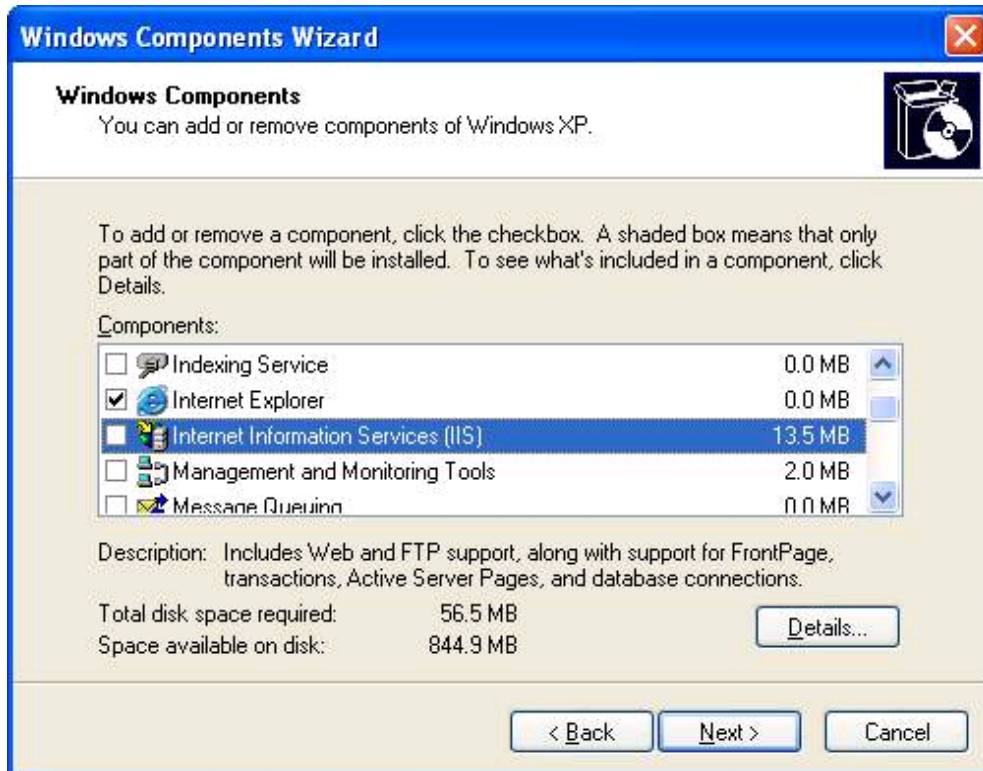 Windows Components Wizard
Windows Components
You can add or remove components of Windows XP.
To add or remove a component, click the checkbox. A shaded box means that only
part of the component will be installed. To see what's included in a component, click
Details.
Components:
Indexing Service 0.0 MB
Internet Explorer 0.0 MB
Internet Information Services (IIS) 13.5 MB
Management and Monitoring Tools 2.0 MB
Message Queuing 0.0 MB
Description: Includes Web and FTP support, along with support for FrontPage,
transactions, Active Server Pages, and database connections.
Total disk space required: 56.5 MB
Space available on disk: 844.9 MB
Details...
< Back Next > Cancel